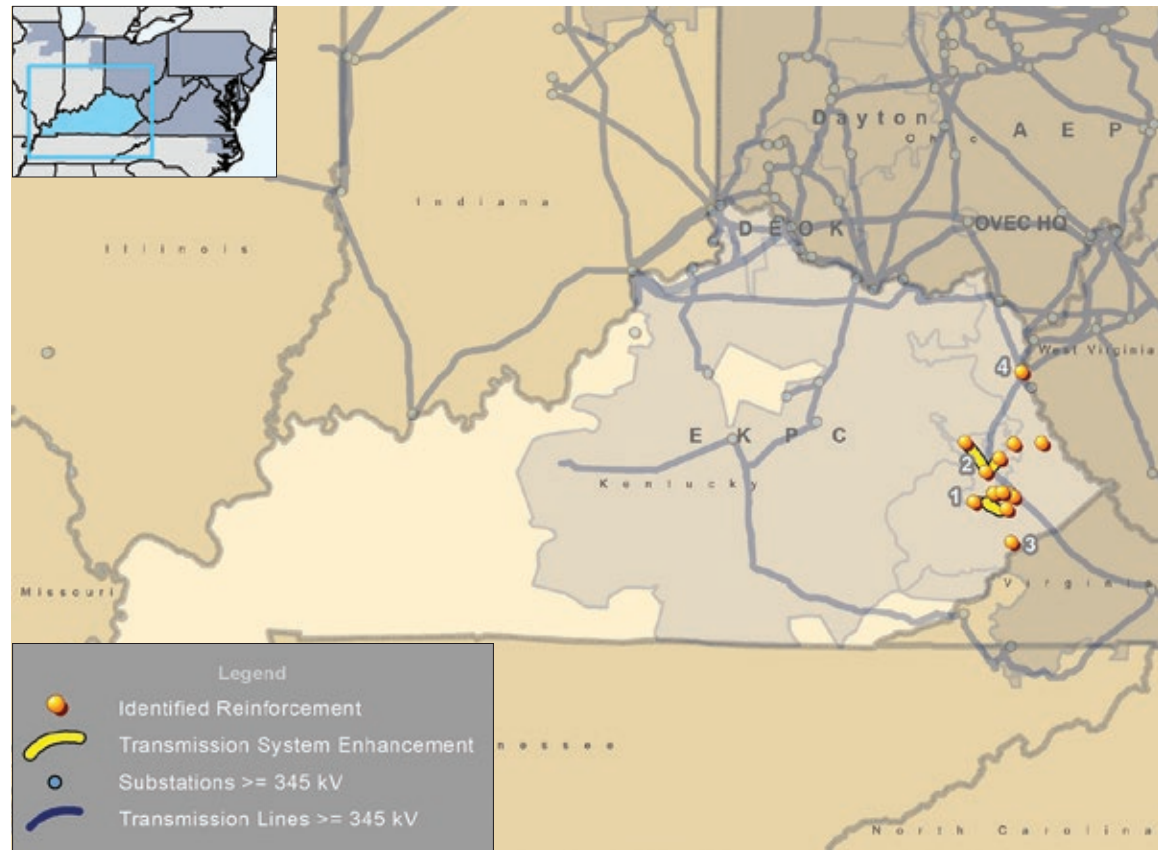 Dayton
Ohio
A E P
Indiana
DEOK
OVEC HQ
Illinois
West Virginia
4
E K P C
2
Kentucky
1
3
Virginia
Missouri
Legend
Identified Reinforcement
Transmission System Enhancement
nessee
Substations >= 345 kV
Transmission Lines >= 345 kV
North Carolina